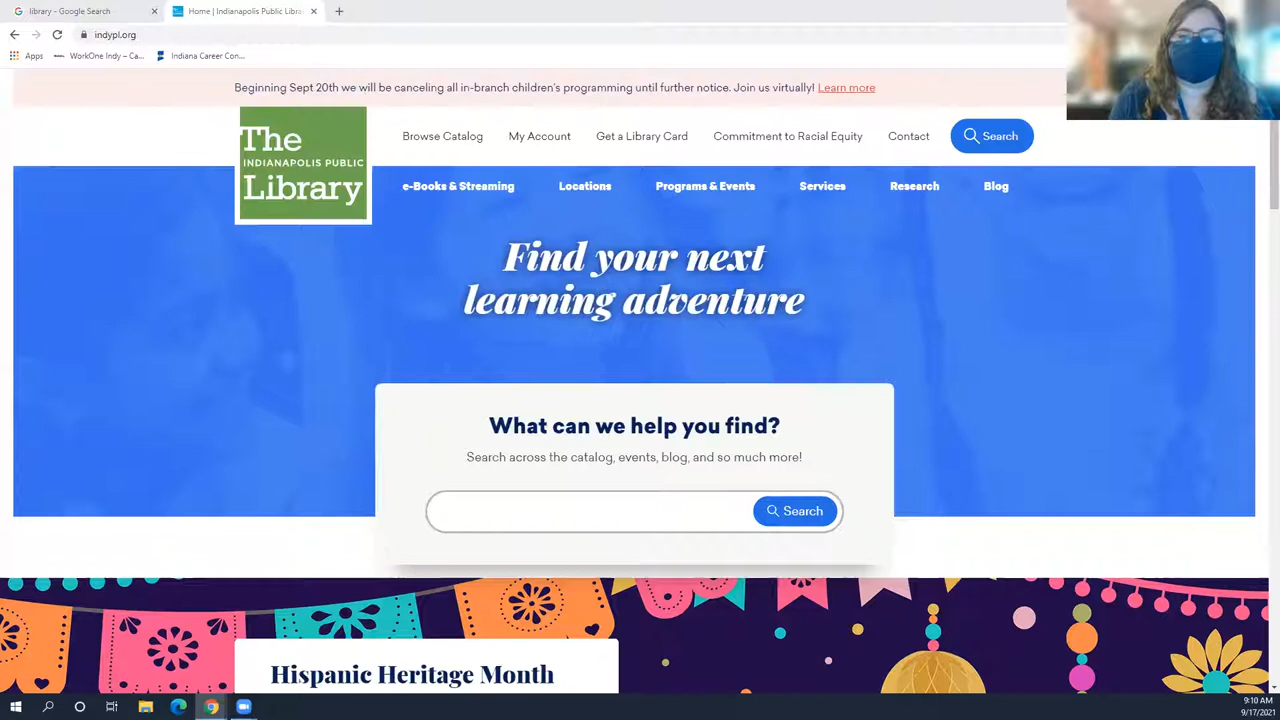 library - Google Search
Home | Indianapolis Public Libra
indypl.org
Apps
WorkOne Indy – Ca...
Indiana Career Con...
Beginning Sept 20th we will be canceling all in-branch children's programming until further notice. Join us virtually! Learn more
The
INDIANAPOLIS PUBLIC
Library
Browse Catalog
My Account
Get a Library Card
Commitment to Racial Equity
Contact
Search
e-Books & Streaming
Locations
Programs & Events
Services
Research
Blog
Find your next
learning adventure
What can we help you find?
Search across the catalog, events, blog, and so much more!
Search
Hispanic Heritage Month
9:10 AM
9/17/2021